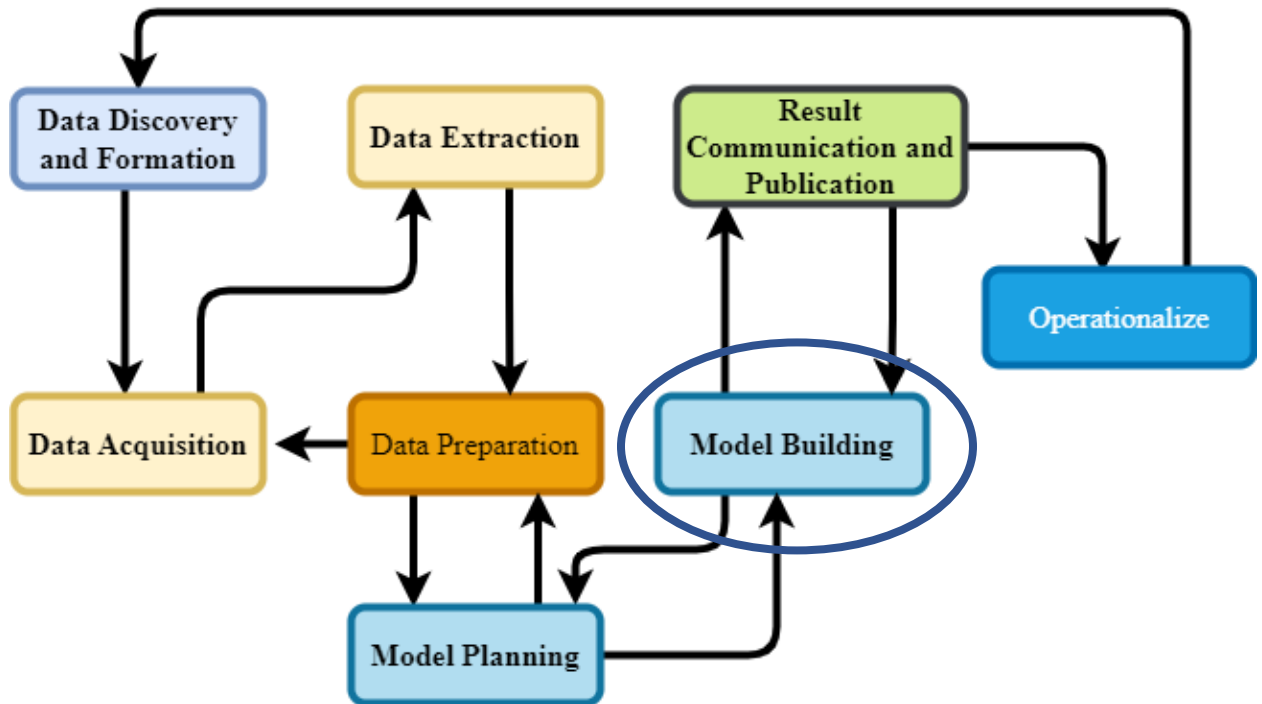 Data Discovery
and Formation
Data Extraction
Result
Communication and
Publication
Operationalize
Data Acquisition
Data Preparation
Model Building
Model Planning